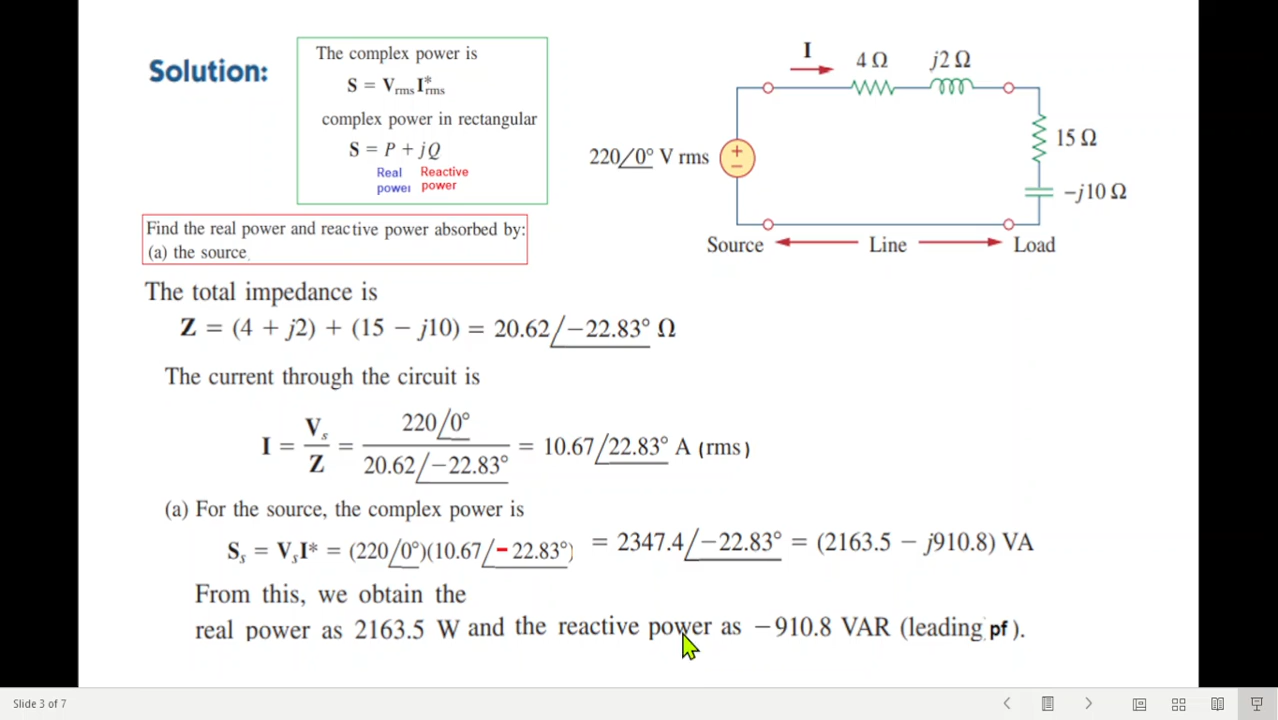 Solution:
The complex power is
S = V_rms I*_rms
complex power in rectangular
S = P + jQ
Real Reactive
power power
I
4 Ω
j2 Ω
220/0° V rms
+
−
15 Ω
−j10 Ω
Source
Line
Load
Find the real power and reactive power absorbed by:
(a) the source
The total impedance is
Z = (4 + j2) + (15 − j10) = 20.62/−22.83° Ω
The current through the circuit is
I = V_s/Z = 220/0° / 20.62/−22.83° = 10.67/22.83° A (rms)
(a) For the source, the complex power is
S_s = V_s I* = (220/0°)(10.67/−22.83°) = 2347.4/−22.83° = (2163.5 − j910.8) VA
From this, we obtain the
real power as 2163.5 W and the reactive power as −910.8 VAR (leading pf).
Slide 3 of 7